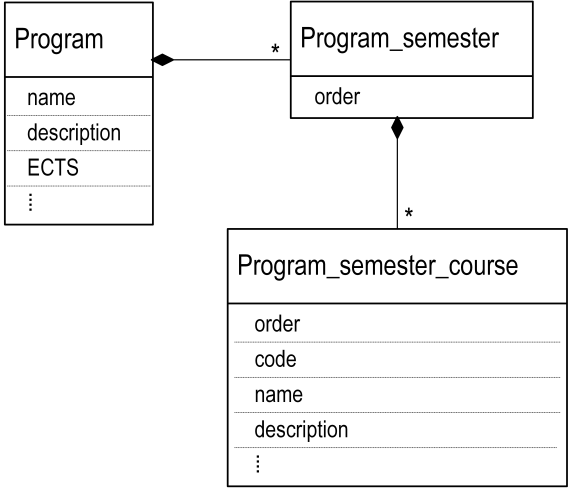 Program
name
description
ECTS
*
Program_semester
order
*
Program_semester_course
order
code
name
description